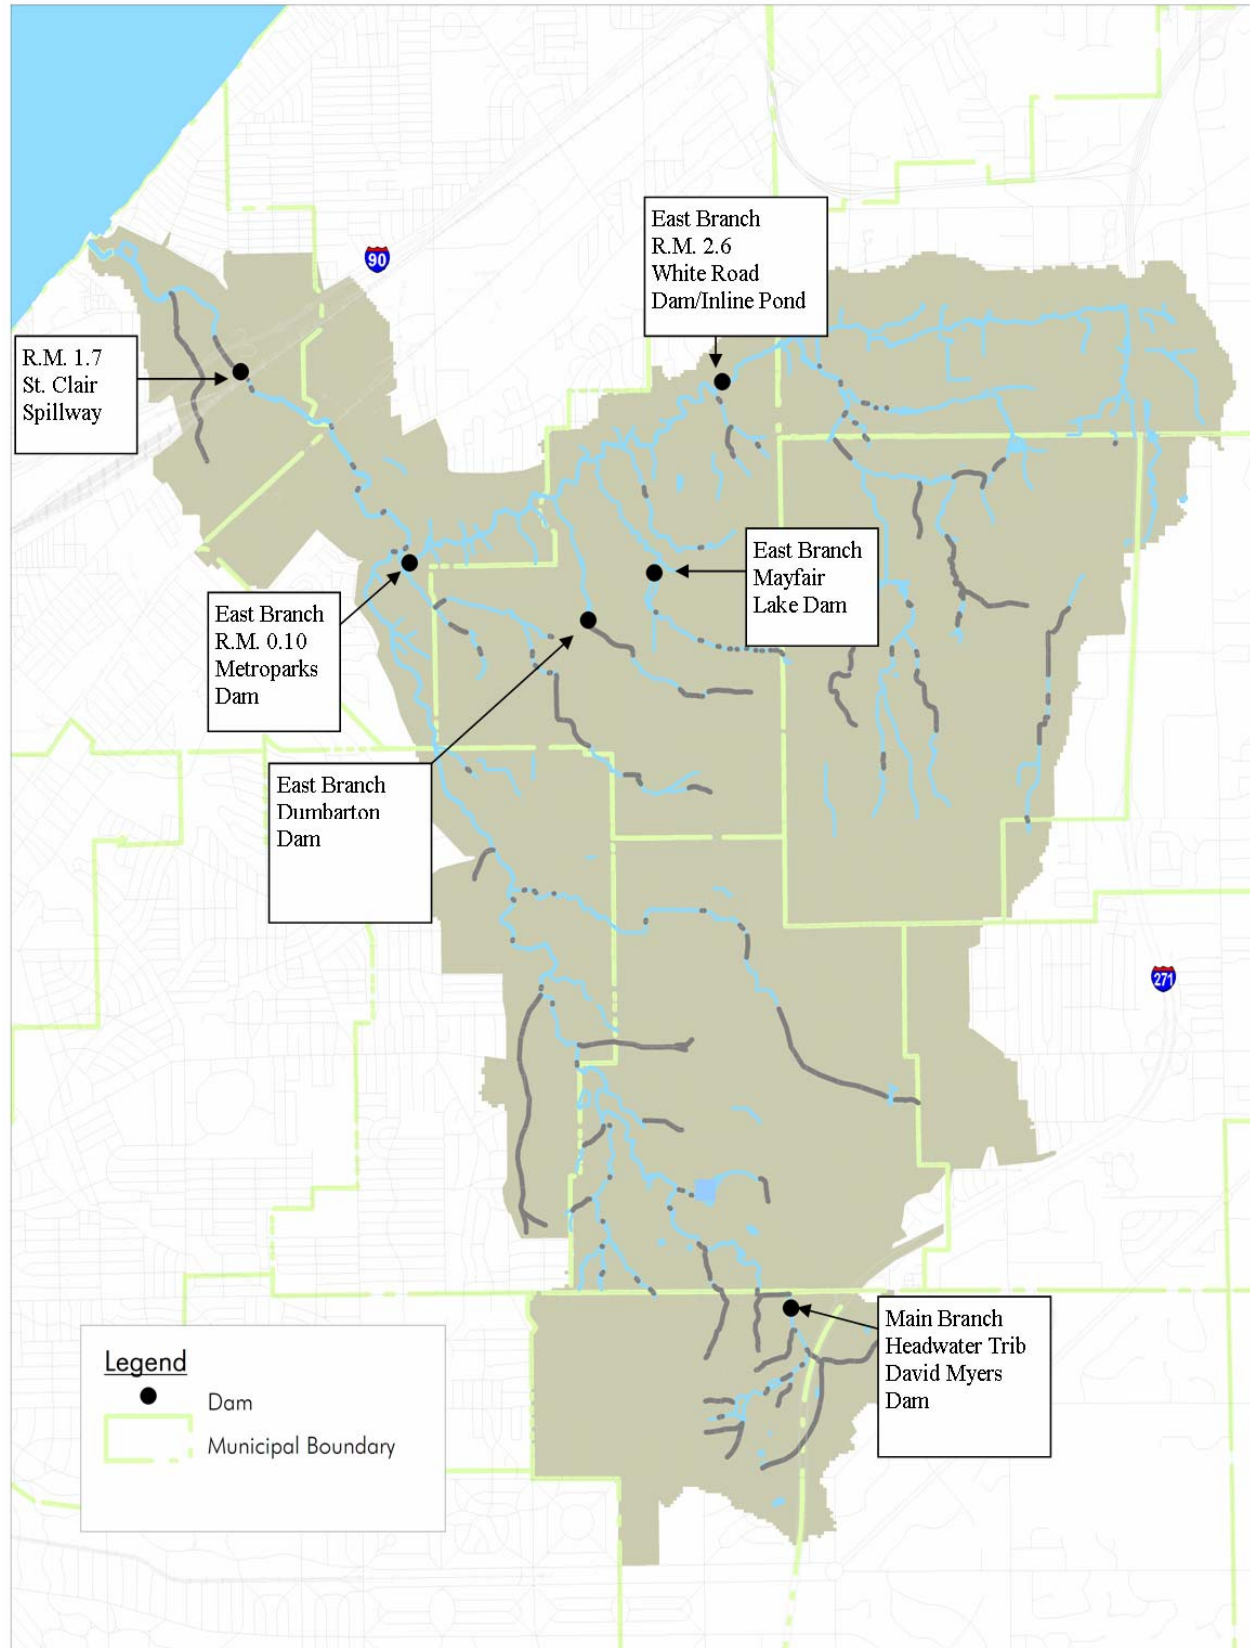 90
East Branch
R.M. 2.6
White Road
Dam/Inline Pond
R.M. 1.7
St. Clair
Spillway
East Branch
Mayfair
Lake Dam
East Branch
R.M. 0.10
Metroparks
Dam
East Branch
Dumbarton
Dam
271
Main Branch
Headwater Trib
David Myers
Dam
Legend
Dam
Municipal Boundary